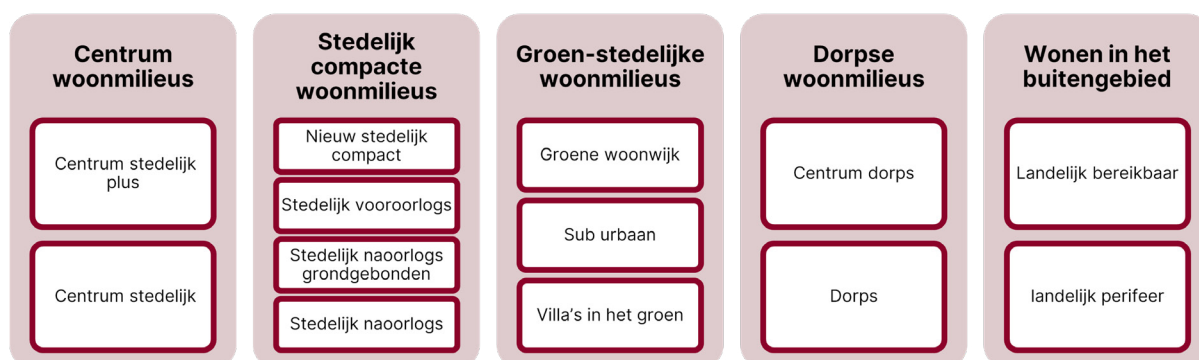 Centrum
woonmilieus
Centrum stedelijk
plus
Centrum stedelijk
Stedelijk
compacte
woonmilieus
Nieuw stedelijk
compact
Stedelijk vooroorlogs
Stedelijk naoorlogs
grondgebonden
Stedelijk naoorlogs
Groen-stedelijke
woonmilieus
Groene woonwijk
Sub urbaan
Villa's in het groen
Dorpse
woonmilieus
Centrum dorps
Dorps
Wonen in het
buitengebied
Landelijk bereikbaar
landelijk perifeer